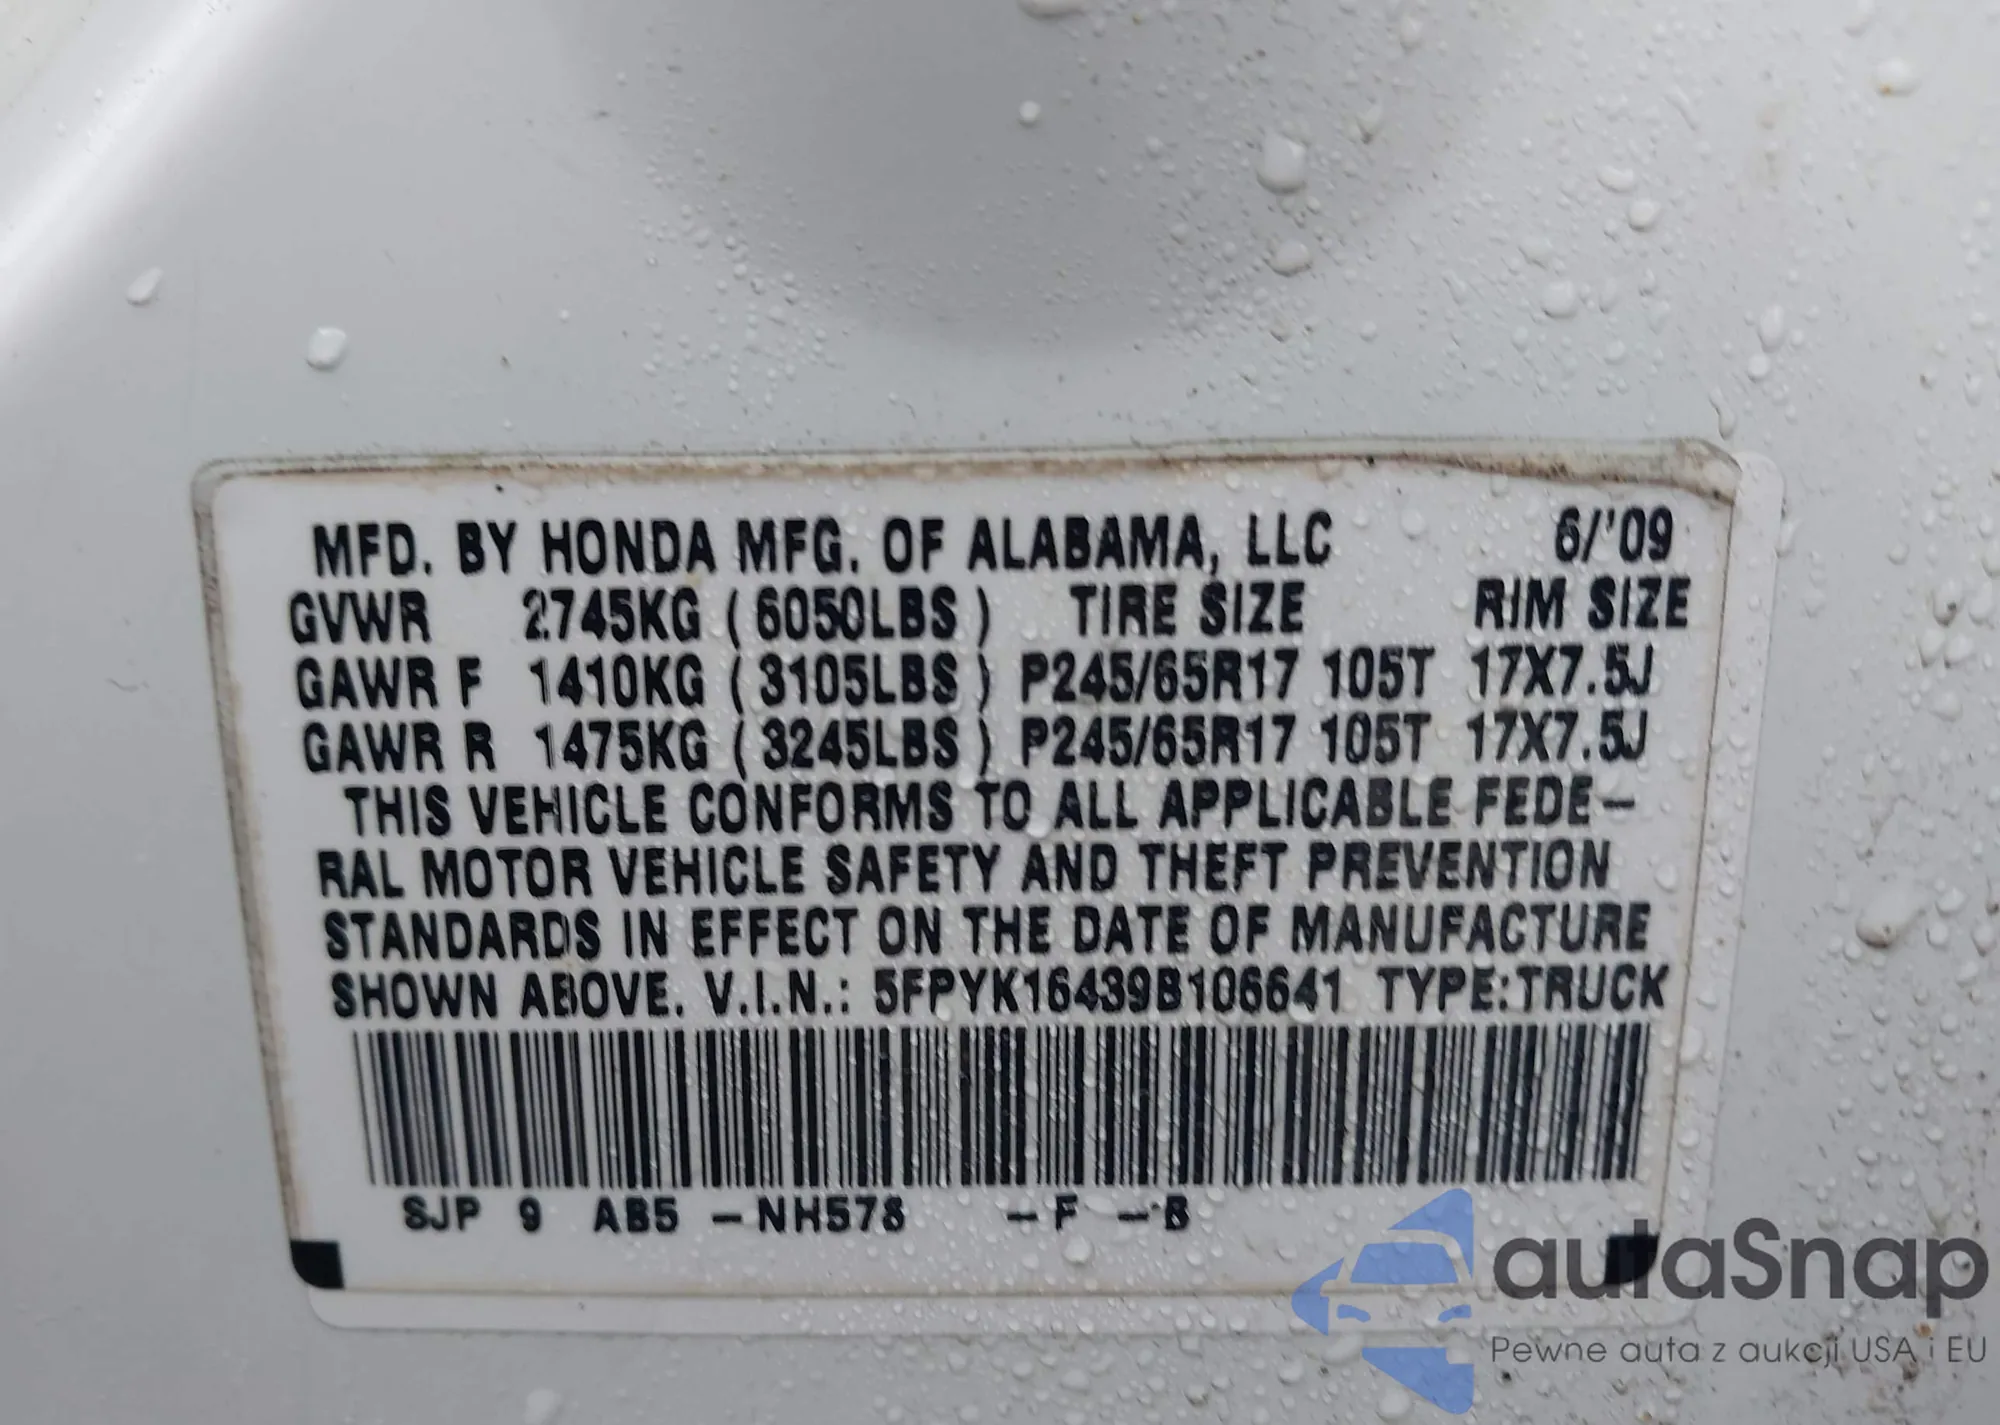 MFD. BY HONDA MFG. OF ALABAMA, LLC 6/'09
GVWR 2745KG ( 6050LBS ) TIRE SIZE RIM SIZE
GAWR F 1410KG ( 3105LBS ) P245/65R17 105T 17X7.5J
GAWR R 1475KG ( 3245LBS ) P245/65R17 105T 17X7.5J
THIS VEHICLE CONFORMS TO ALL APPLICABLE FEDE–
RAL MOTOR VEHICLE SAFETY AND THEFT PREVENTION
STANDARDS IN EFFECT ON THE DATE OF MANUFACTURE
SHOWN ABOVE. V.I.N.: 5FPYK16439B106641 TYPE:TRUCK
SJP 9 AB5 –NH578 –F –B
autaSnap
Pewne auta z aukcji USA i EU